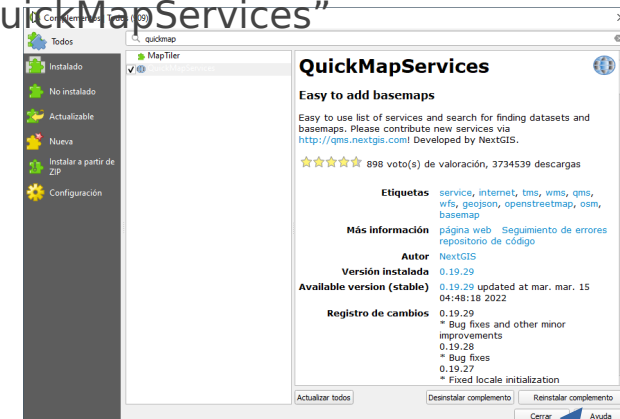 uickMapServices”
Complementos | Todos (909)
Todos
Instalado
No instalado
Actualizable
Nueva
Instalar a partir de
ZIP
Configuración
quickmap
MapTiler
QuickMapServices
QuickMapServices
Easy to add basemaps
Easy to use list of services and search for finding datasets and
basemaps. Please contribute new services via
http://qms.nextgis.com! Developed by NextGIS.
898 voto(s) de valoración, 3734539 descargas
Etiquetas service, internet, tms, wms, qms,
wfs, geojson, openstreetmap, osm,
basemap
Más información página web Seguimiento de errores
repositorio de código
Autor NextGIS
Versión instalada 0.19.29
Available version (stable) 0.19.29 updated at mar. mar. 15
04:48:18 2022
Registro de cambios 0.19.29
* Bug fixes and other minor
improvements
0.19.28
* Bug fixes
0.19.27
* Fixed locale initialization
Actualizar todos Desinstalar complemento Reinstalar complemento
Cerrar Ayuda